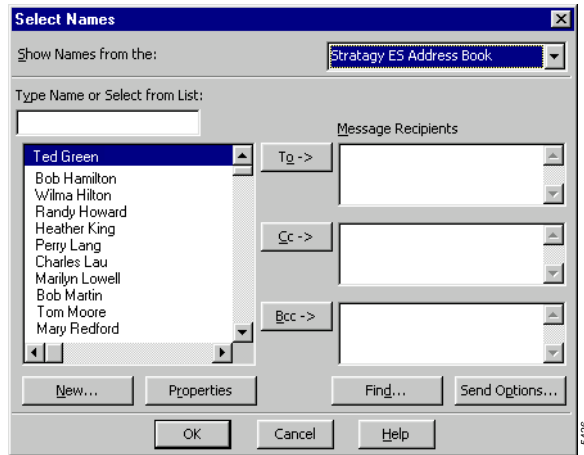 Select Names
Show Names from the:
Stratagy ES Address Book
Type Name or Select from List:
Message Recipients
Ted Green
Bob Hamilton
Wilma Hilton
Randy Howard
Heather King
Perry Lang
Charles Lau
Marilyn Lowell
Bob Martin
Tom Moore
Mary Redford
To ->
Cc ->
Bcc ->
New...
Properties
Find...
Send Options...
OK
Cancel
Help
5426